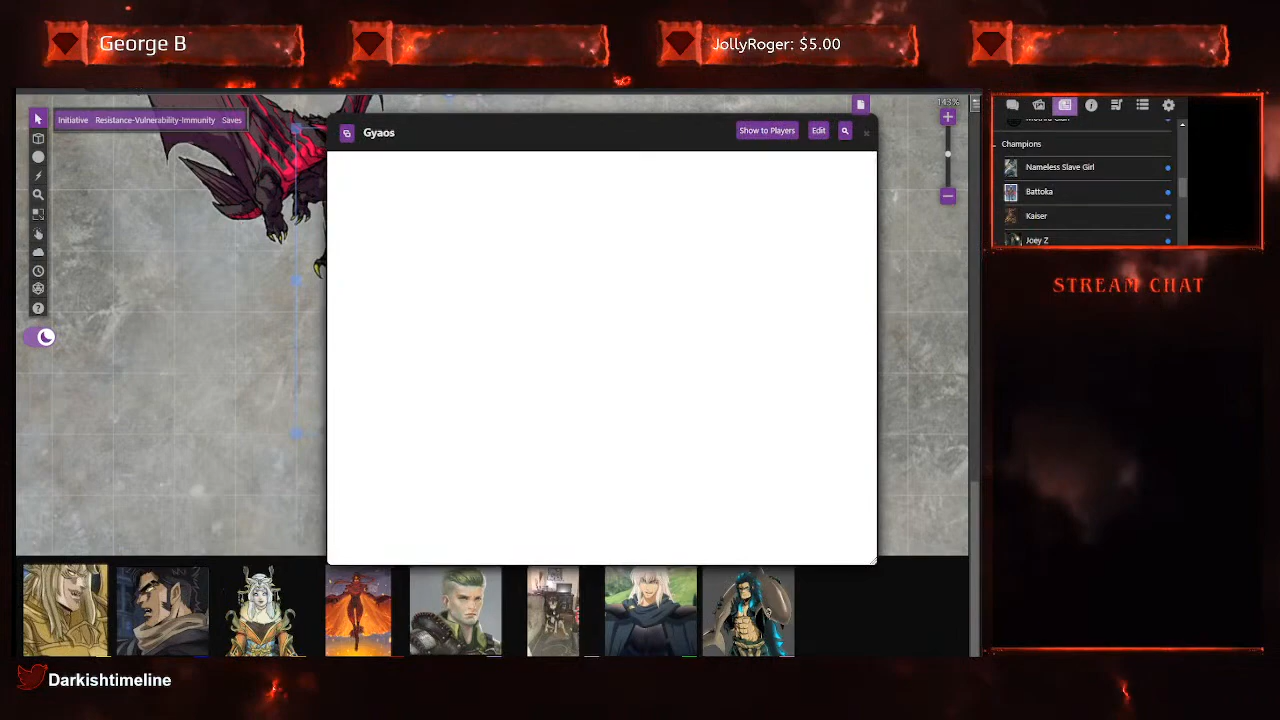 George B
JollyRoger: $5.00
Initiative Resistance-Vulnerability-Immunity Saves
Gyaos
Show to Players
Edit
143%
Champions
Nameless Slave Girl
Battoka
Kaiser
Joey Z
STREAM CHAT
Darkishtimeline